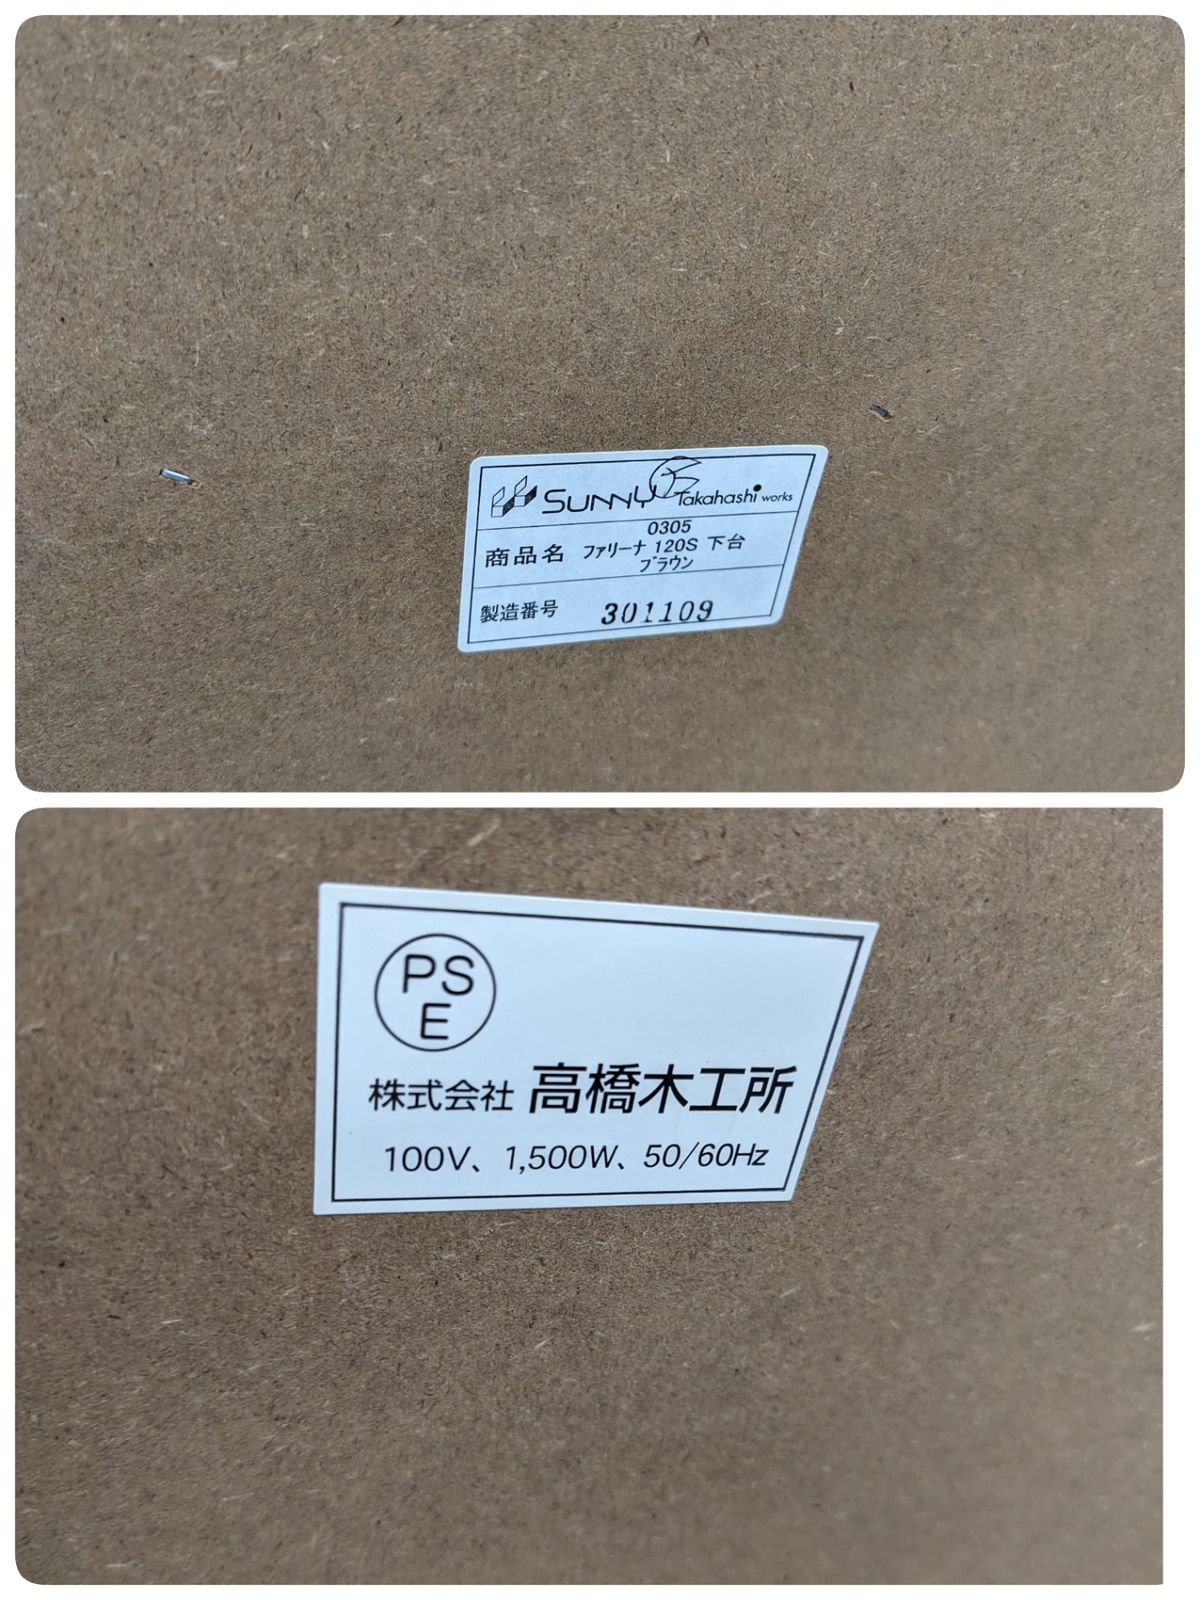 SUNNY Takahashi works
0305
商品名 ファリーナ 120S 下台
ブラウン
製造番号 301109
PS
E
株式会社 高橋木工所
100V、1,500W、50/60Hz